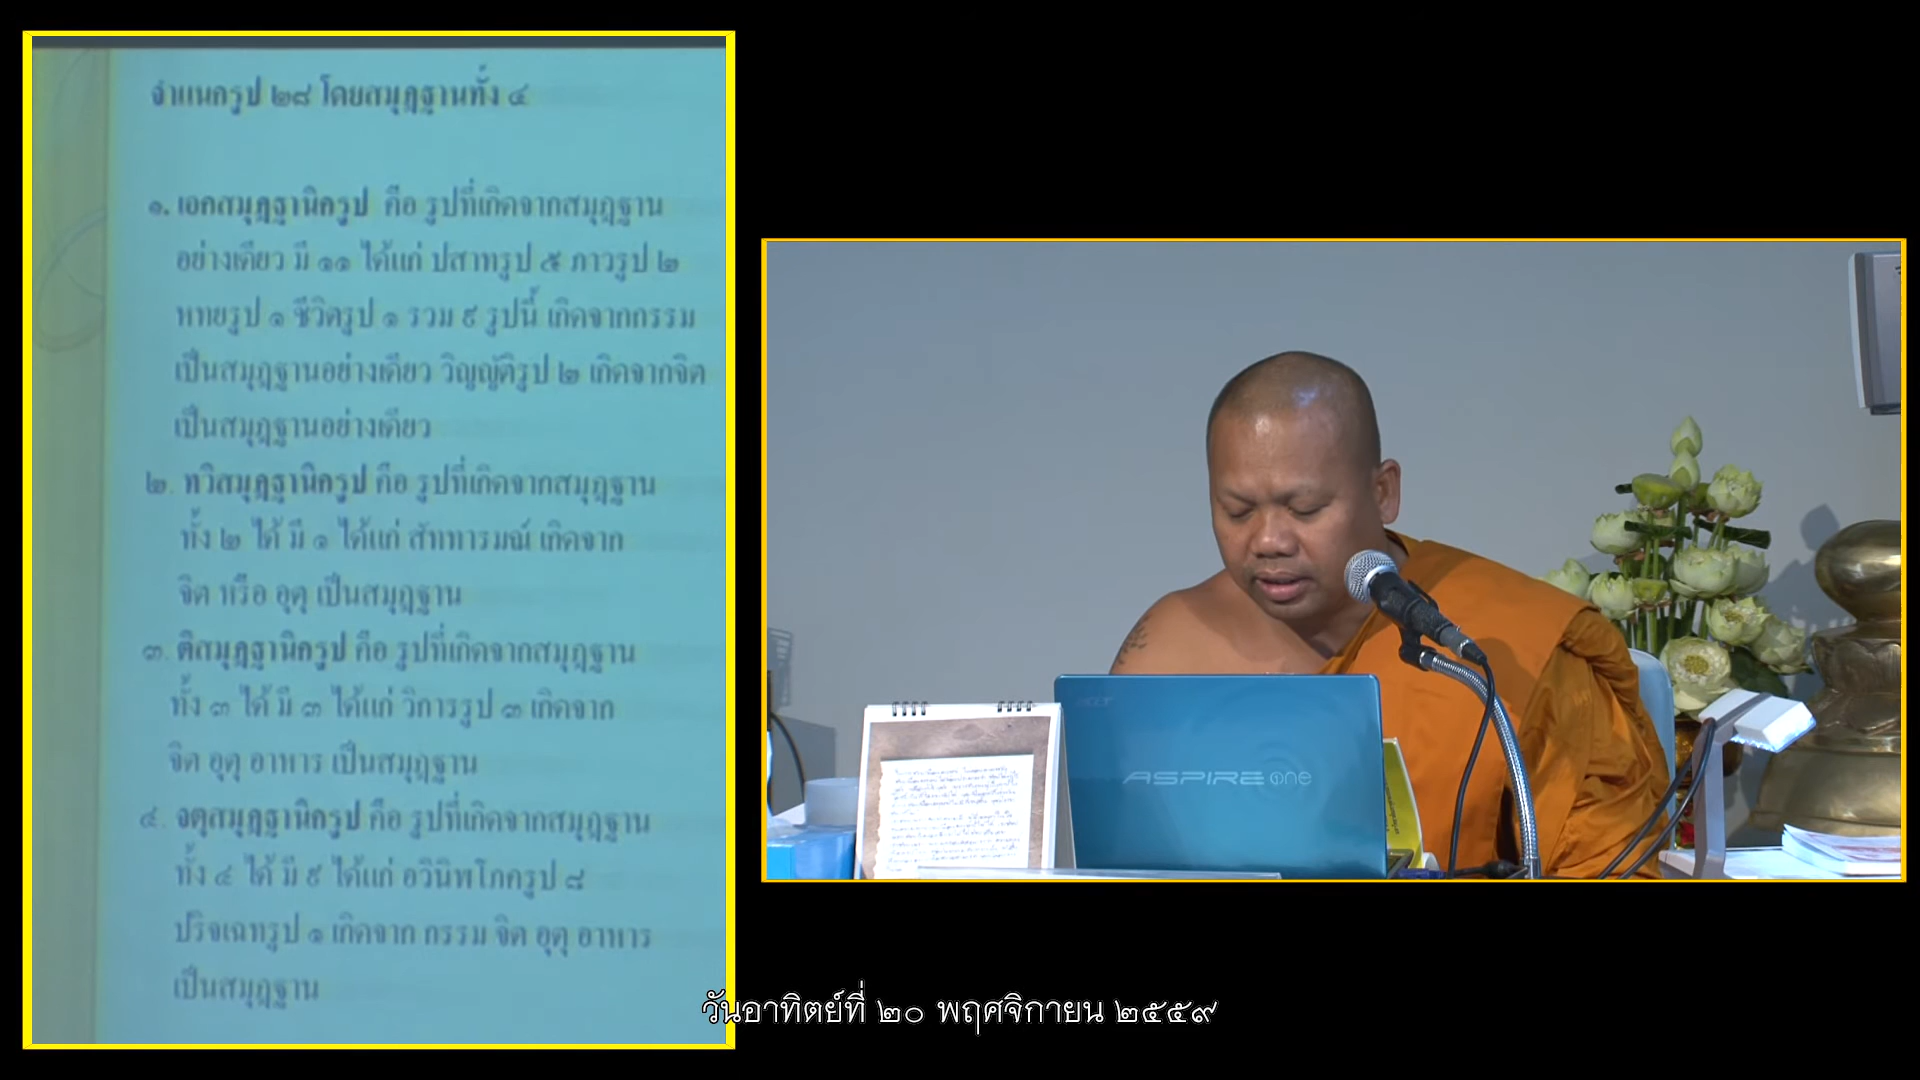 จำแนกรูป ๒๘ โดยสมุฏฐานทั้ง ๔
๑. เอกสมุฏฐานิกรูป คือ รูปที่เกิดจากสมุฏฐาน
อย่างเดียว มี ๑๑ ได้แก่ ปสาทรูป ๕ ภาวรูป ๒
หทยรูป ๑ ชีวิตรูป ๑ รวม ๙ รูปนี้ เกิดจากกรรม
เป็นสมุฏฐานอย่างเดียว วิญญัติรูป ๒ เกิดจากจิต
เป็นสมุฏฐานอย่างเดียว
๒. ทวิสมุฏฐานิกรูป คือ รูปที่เกิดจากสมุฏฐาน
ทั้ง ๒ ได้ มี ๑ ได้แก่ สัททารมณ์ เกิดจาก
จิต หรือ อุตุ เป็นสมุฏฐาน
๓. ติสมุฏฐานิกรูป คือ รูปที่เกิดจากสมุฏฐาน
ทั้ง ๓ ได้ มี ๓ ได้แก่ วิการรูป ๓ เกิดจาก
จิต อุตุ อาหาร เป็นสมุฏฐาน
๔. จตุสมุฏฐานิกรูป คือ รูปที่เกิดจากสมุฏฐาน
ทั้ง ๔ ได้ มี ๙ ได้แก่ อวินิพโภครูป ๘
ปริจเฉทรูป ๑ เกิดจาก กรรม จิต อุตุ อาหาร
เป็นสมุฏฐาน
acer
ASPIRE one
วันอาทิตย์ที่ ๒๐ พฤศจิกายน ๒๕๕๙